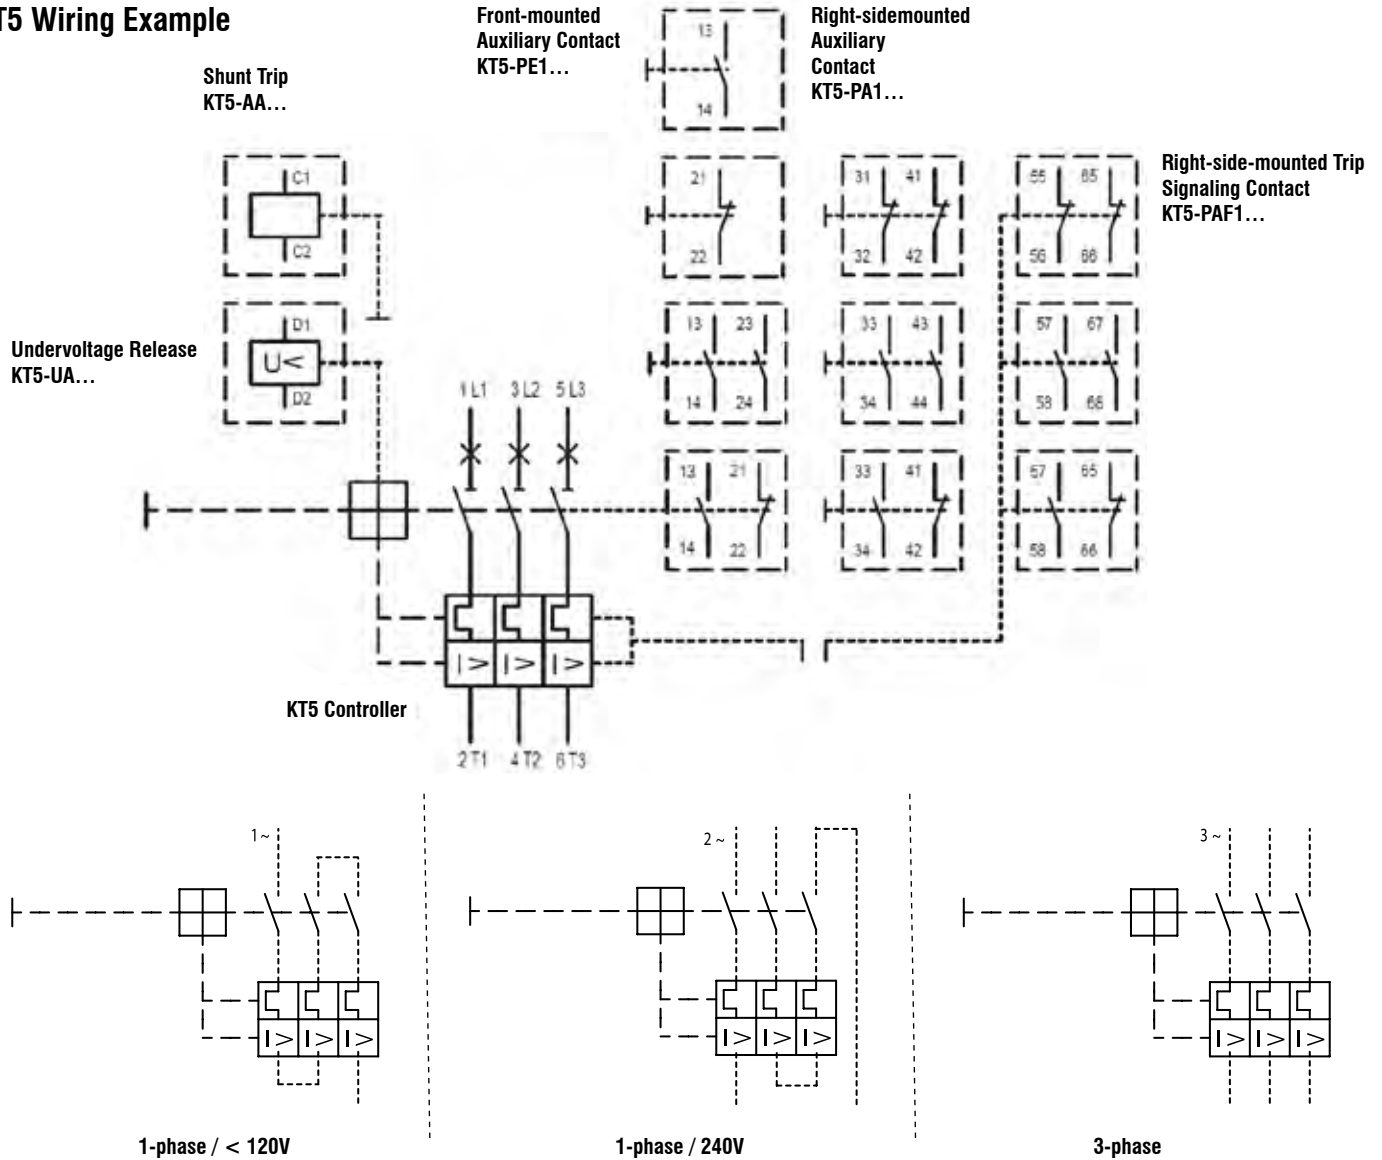 T5 Wiring Example
Shunt Trip
KT5-AA...
Front-mounted
Auxiliary Contact
KT5-PE1...
Right-sidemounted
Auxiliary
Contact
KT5-PA1...
Right-side-mounted Trip
Signaling Contact
KT5-PAF1...
Undervoltage Release
KT5-UA...
C1
C2
D1
U<
D2
13
14
21
22
31 41
32 42
55 65
56 66
13 23
14 24
33 43
34 44
57 67
58 68
13 21
14 22
33 41
34 42
57 65
58 66
1 L1 3 L2 5 L3
I > I > I >
KT5 Controller
2 T1 4 T2 6 T3
1 ~
I > I > I >
1-phase / < 120V
2 ~
I > I > I >
1-phase / 240V
3 ~
I > I > I >
3-phase